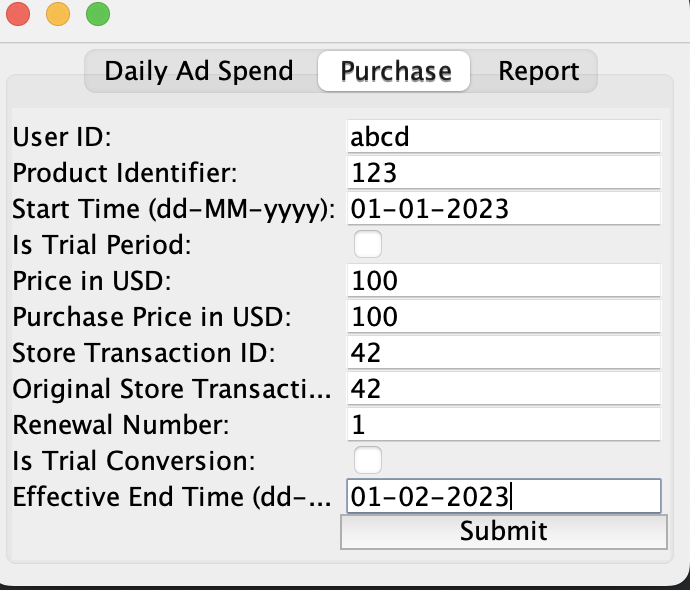 Daily Ad Spend Purchase Report
User ID: abcd
Product Identifier: 123
Start Time (dd-MM-yyyy): 01-01-2023
Is Trial Period:
Price in USD: 100
Purchase Price in USD: 100
Store Transaction ID: 42
Original Store Transacti... 42
Renewal Number: 1
Is Trial Conversion:
Effective End Time (dd-... 01-02-2023
Submit